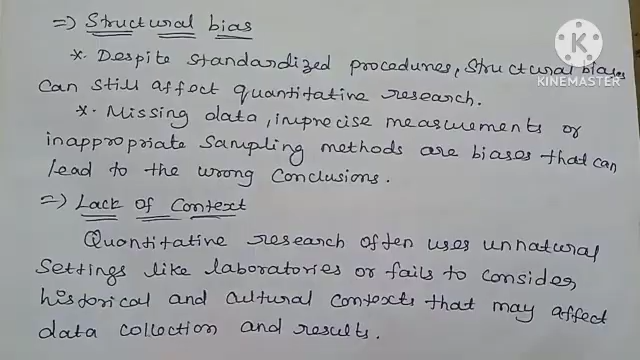 => Structural bias
* Despite standardized procedures, structural biases
can still affect quantitative research.
* Missing data, imprecise measurements or
inappropriate sampling methods are biases that can
lead to the wrong conclusions.
=> Lack of Context
Quantitative research often uses unnatural
settings like laboratories or fails to consider
historical and cultural contexts that may affect
data collection and results.
K
KINEMASTER